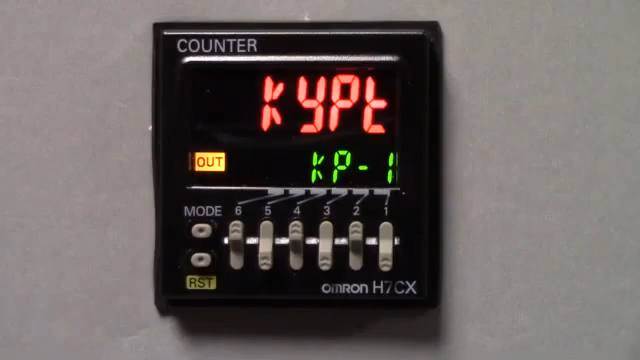 COUNTER
KYPt
OUT
KP-1
MODE 6 5 4 3 2 1
RST
omron H7CX